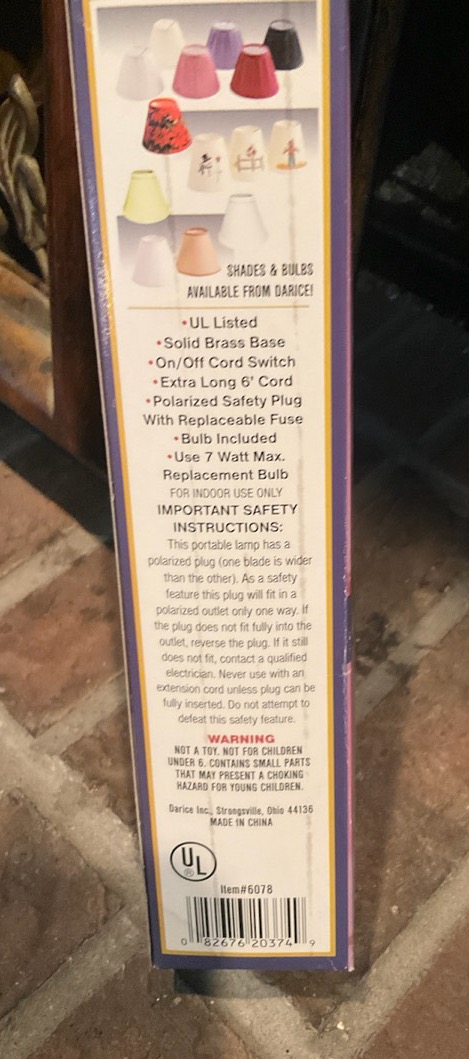 SHADES & BULBS
AVAILABLE FROM DARICE!
•UL Listed
•Solid Brass Base
•On/Off Cord Switch
•Extra Long 6' Cord
•Polarized Safety Plug
With Replaceable Fuse
•Bulb Included
•Use 7 Watt Max.
Replacement Bulb
FOR INDOOR USE ONLY
IMPORTANT SAFETY
INSTRUCTIONS:
This portable lamp has a
polarized plug (one blade is wider
than the other). As a safety
feature this plug will fit in a
polarized outlet only one way. If
the plug does not fit fully into the
outlet, reverse the plug. If it still
does not fit, contact a qualified
electrician. Never use with an
extension cord unless plug can be
fully inserted. Do not attempt to
defeat this safety feature.
WARNING
NOT A TOY. NOT FOR CHILDREN
UNDER 6. CONTAINS SMALL PARTS
THAT MAY PRESENT A CHOKING
HAZARD FOR YOUNG CHILDREN.
Darice Inc., Strongsville, Ohio 44136
MADE IN CHINA
UL
®
Item#6078
0 82676 20374 9